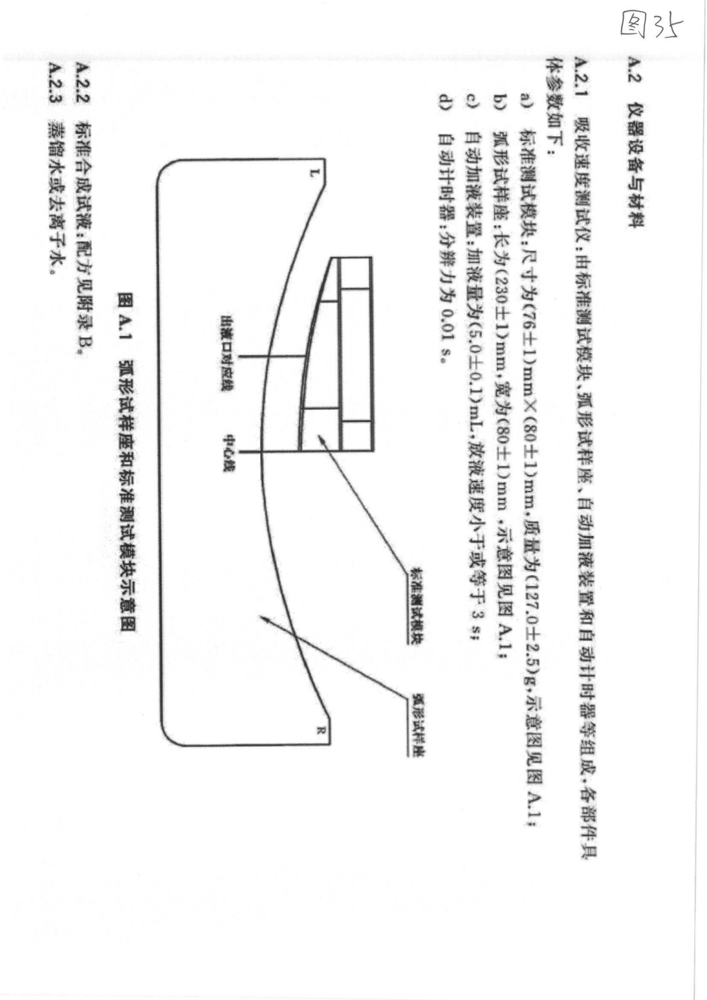 图35
A.2 仪器设备与材料
A.2.1 吸收速度测试仪:由标准测试模块、弧形试样座、自动加液装置和自动计时器等组成,各部件具
体参数如下:
a) 标准测试模块:尺寸为(76±1)mm×(80±1)mm,质量为(127.0±2.5)g,示意图见图 A.1;
b) 弧形试样座:长为(230±1)mm,宽为(80±1)mm,示意图见图 A.1;
c) 自动加液装置:加液量为(5.0±0.1)mL,放液速度小于或等于 3 s;
d) 自动计时器:分辨力为 0.01 s。
标准测试模块
弧形试样座
L
R
出液口对应线
中心线
图 A.1 弧形试样座和标准测试模块示意图
A.2.2 标准合成试液:配方见附录 B。
A.2.3 蒸馏水或去离子水。